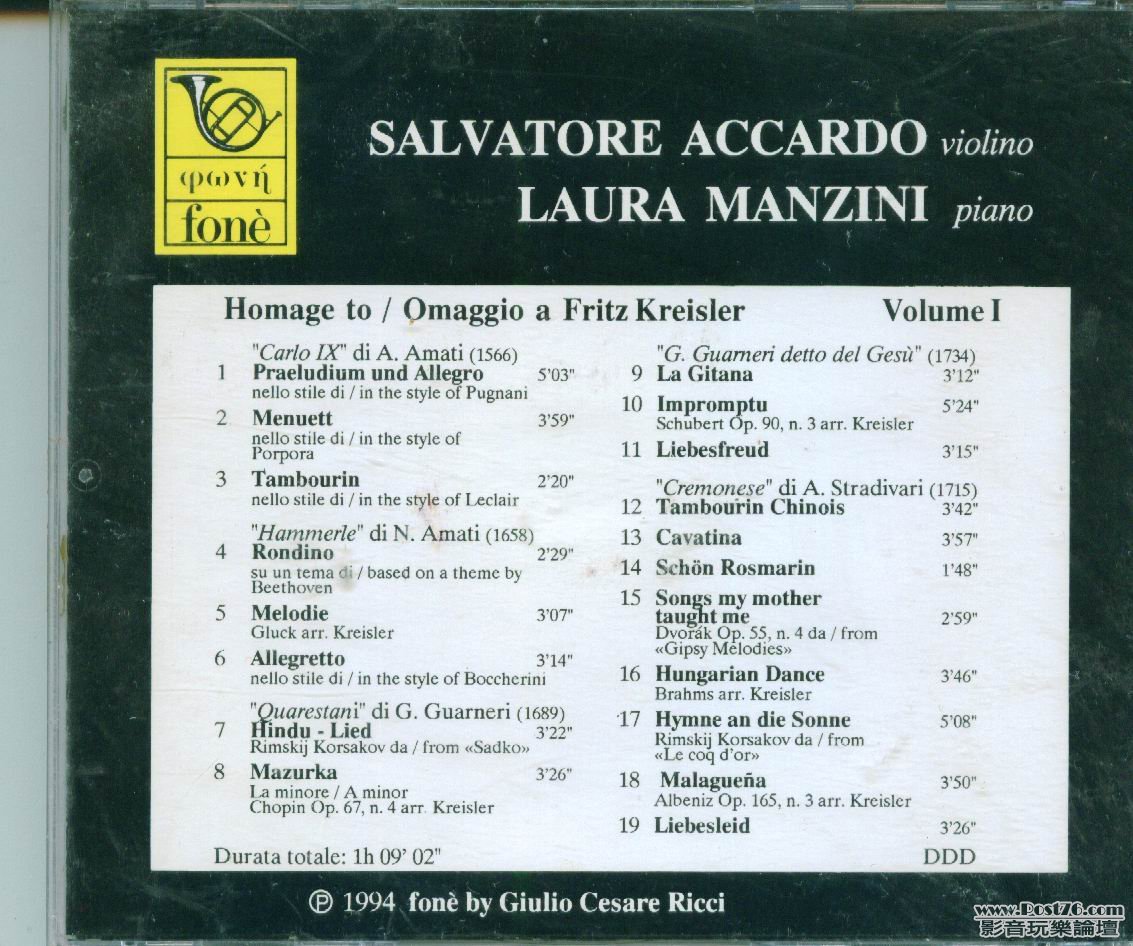 φωνή
fonè
SALVATORE ACCARDO violino
LAURA MANZINI piano
Homage to / Omaggio a Fritz Kreisler Volume I
"Carlo IX" di A. Amati (1566)
1 Praeludium und Allegro 5'03"
nello stile di / in the style of Pugnani
2 Menuett 3'59"
nello stile di / in the style of
Porpora
3 Tambourin 2'20"
nello stile di / in the style of Leclair
"Hammerle" di N. Amati (1658)
4 Rondino 2'29"
su un tema di / based on a theme by
Beethoven
5 Melodie 3'07"
Gluck arr. Kreisler
6 Allegretto 3'14"
nello stile di / in the style of Boccherini
"Quarestani" di G. Guarneri (1689)
7 Hindu - Lied 3'22"
Rimskij Korsakov da / from «Sadko»
8 Mazurka 3'26"
La minore / A minor
Chopin Op. 67, n. 4 arr. Kreisler
"G. Guarneri detto del Gesù" (1734)
9 La Gitana 3'12"
10 Impromptu 5'24"
Schubert Op. 90, n. 3 arr. Kreisler
11 Liebesfreud 3'15"
"Cremonese" di A. Stradivari (1715)
12 Tambourin Chinois 3'42"
13 Cavatina 3'57"
14 Schön Rosmarin 1'48"
15 Songs my mother
taught me 2'59"
Dvorák Op. 55, n. 4 da / from
«Gipsy Melodies»
16 Hungarian Dance 3'46"
Brahms arr. Kreisler
17 Hymne an die Sonne 5'08"
Rimskij Korsakov da / from
«Le coq d'or»
18 Malagueña 3'50"
Albeniz Op. 165, n. 3 arr. Kreisler
19 Liebesleid 3'26"
Durata totale: 1h 09' 02" DDD
℗ 1994 fonè by Giulio Cesare Ricci
www.Post76.com
影音玩樂論壇